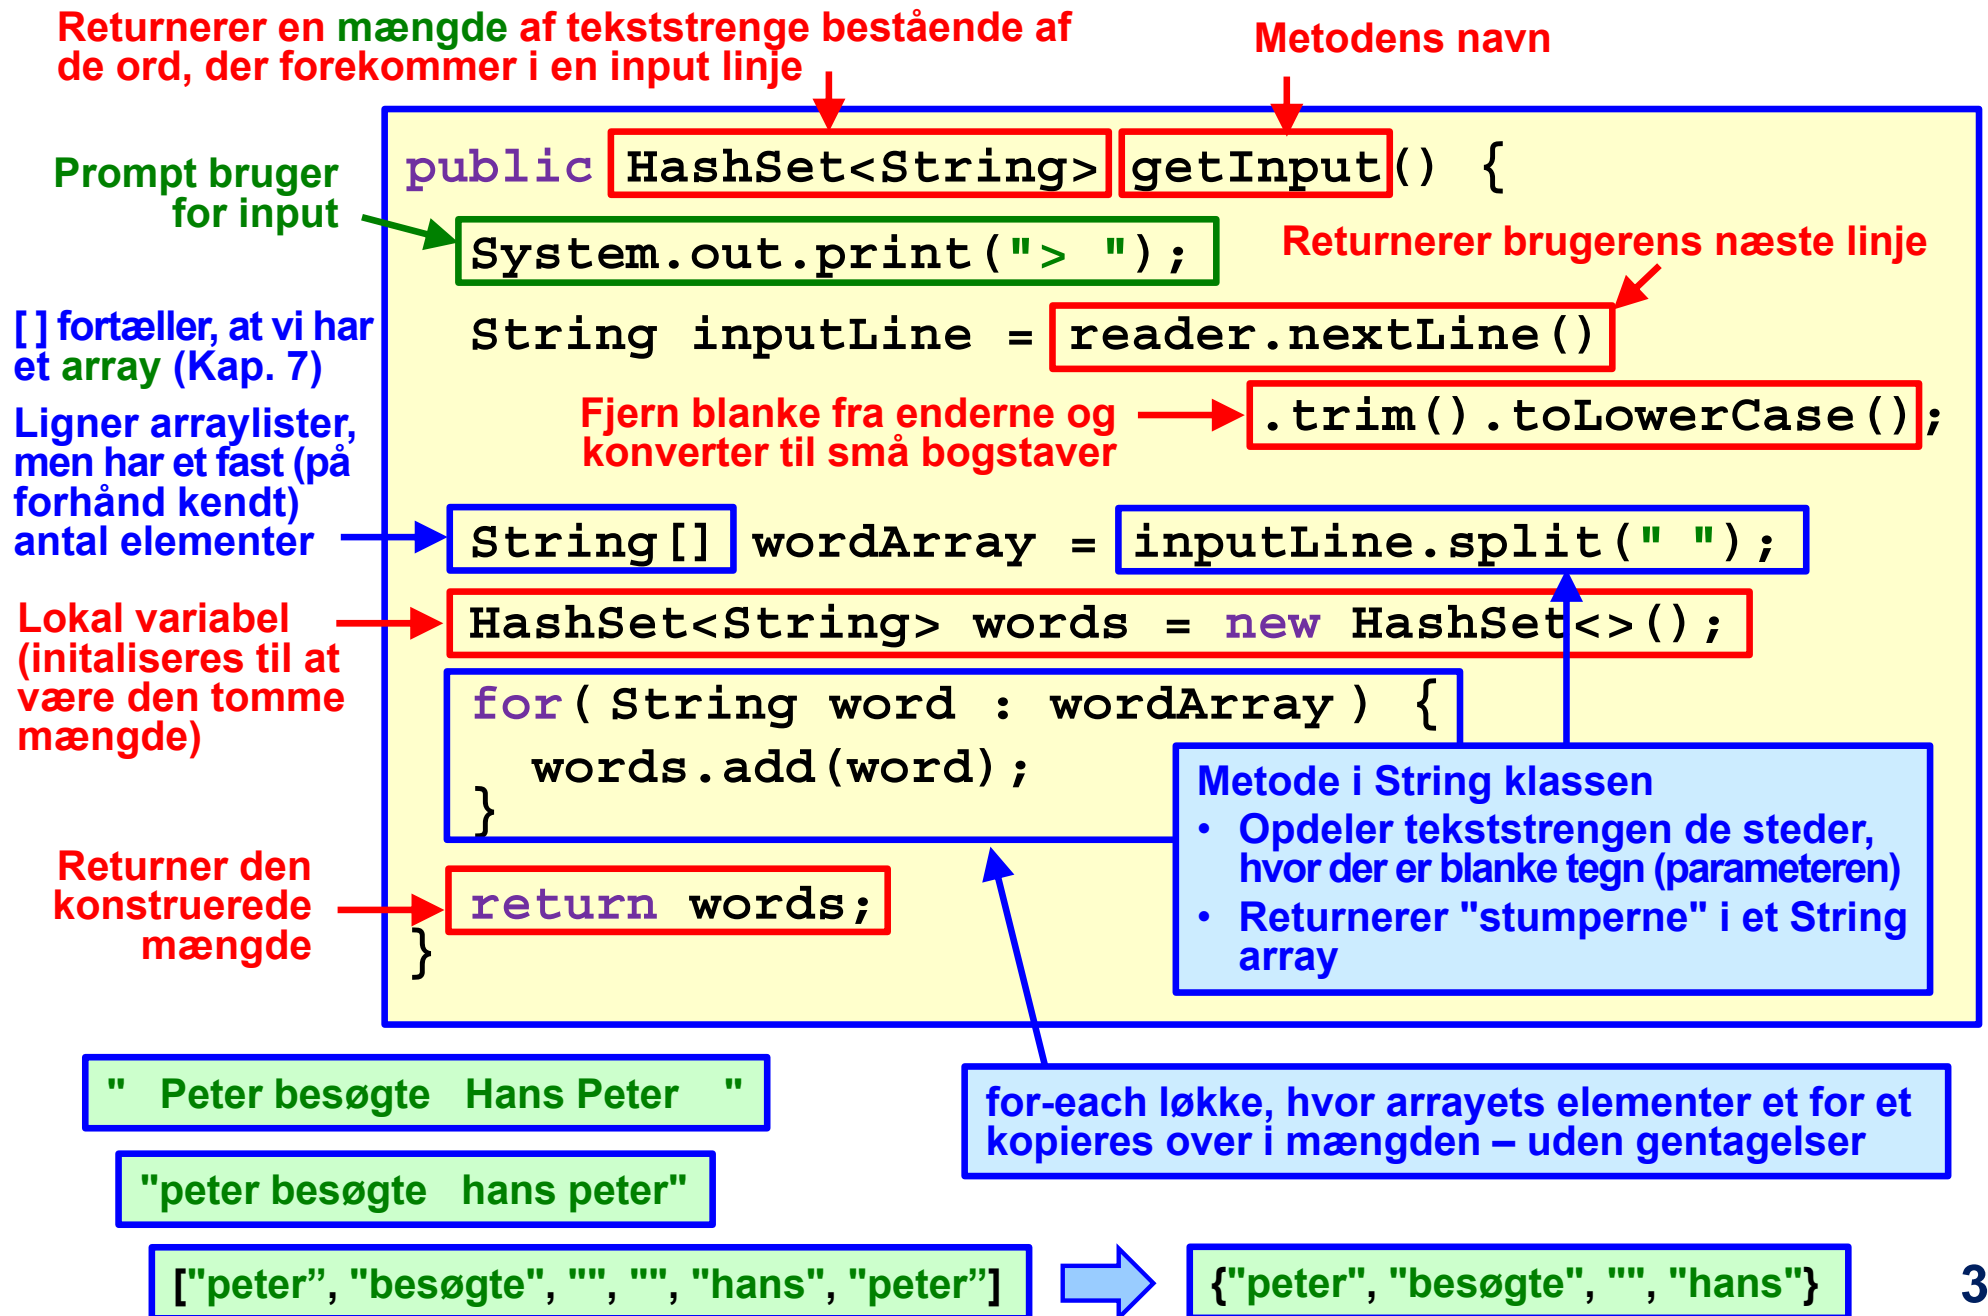 Returnerer en mængde af tekststrenge bestående af
de ord, der forekommer i en input linje
Metodens navn
public HashSet<String> getInput() {
Prompt bruger
for input
System.out.print("> ");
Returnerer brugerens næste linje
[ ] fortæller, at vi har
et array (Kap. 7)
String inputLine = reader.nextLine()
Ligner arraylister,
men har et fast (på
forhånd kendt)
antal elementer
Fjern blanke fra enderne og
konverter til små bogstaver
.trim().toLowerCase();
String[] wordArray = inputLine.split(" ");
Lokal variabel
(initaliseres til at
være den tomme
mængde)
HashSet<String> words = new HashSet<>();
for( String word : wordArray ) {
words.add(word);
}
Metode i String klassen
• Opdeler tekststrengen de steder,
hvor der er blanke tegn (parameteren)
• Returnerer "stumperne" i et String
array
Returner den
konstruerede
mængde
return words;
}
"   Peter besøgte   Hans Peter    "
for-each løkke, hvor arrayets elementer et for et
kopieres over i mængden – uden gentagelser
"peter besøgte   hans peter"
["peter”, "besøgte", "", "", "hans", "peter”]
{"peter", "besøgte", "", "hans"}
3